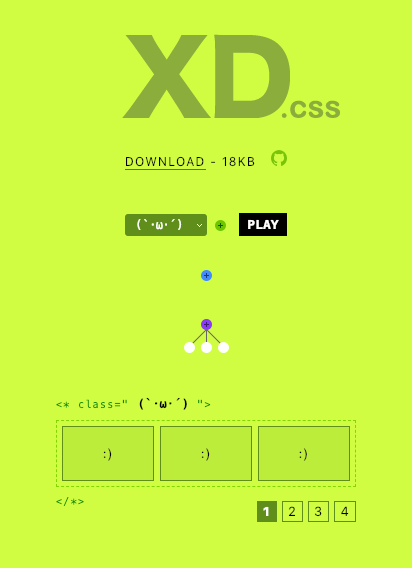 XD.css
DOWNLOAD - 18KB
(`･ω･´) PLAY
<* class=" (`･ω･´) ">
:) :) :)
</*>
1 2 3 4